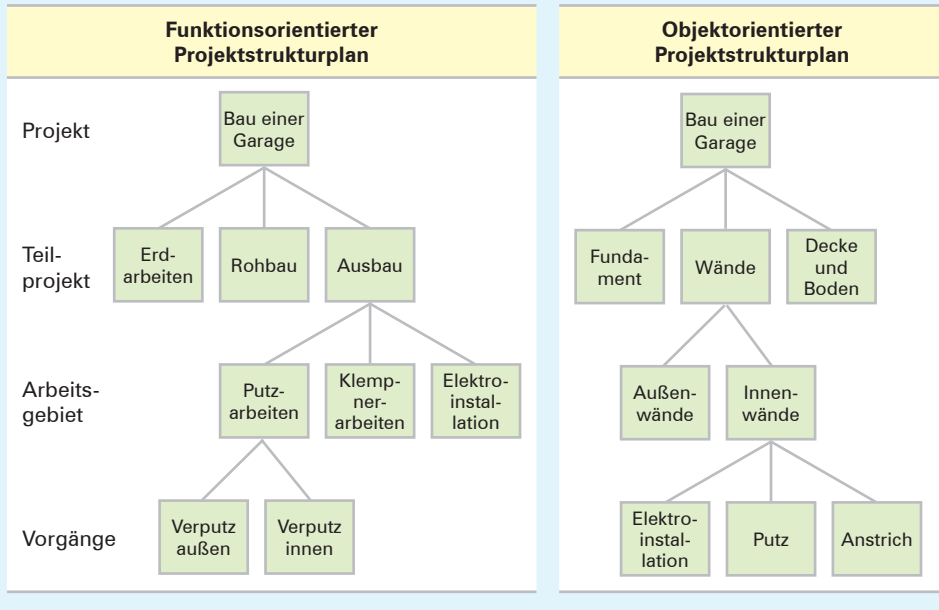 Funktionsorientierter
Projektstrukturplan
Projekt
Bau einer
Garage
Teil-
projekt
Erd-
arbeiten
Rohbau
Ausbau
Arbeits-
gebiet
Putz-
arbeiten
Klemp-
ner-
arbeiten
Elektro-
instal-
lation
Vorgänge
Verputz
außen
Verputz
innen
Objektorientierter
Projektstrukturplan
Bau einer
Garage
Funda-
ment
Wände
Decke
und
Boden
Außen-
wände
Innen-
wände
Elektro-
instal-
lation
Putz
Anstrich